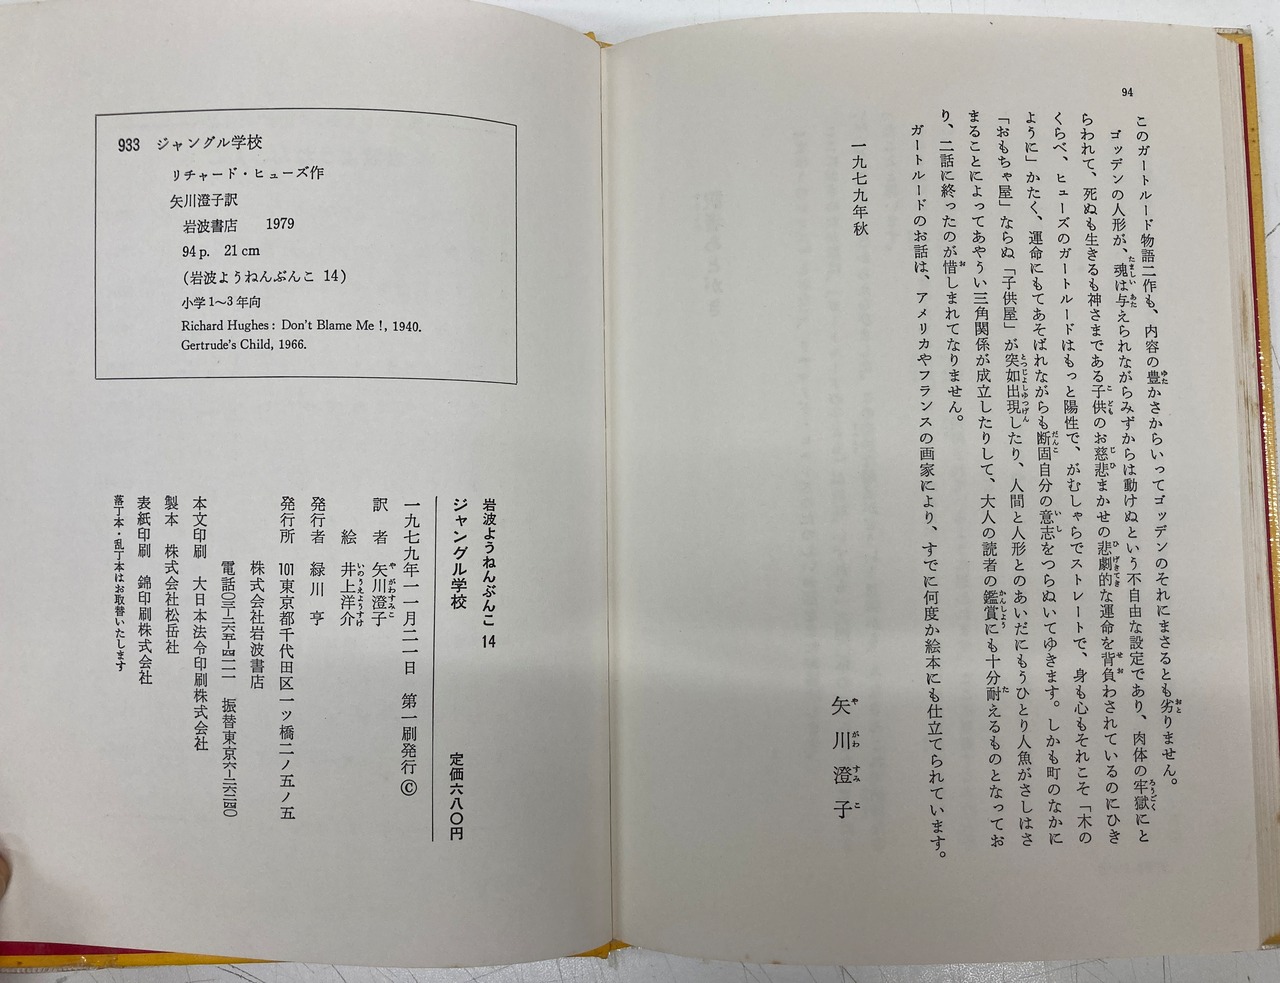 94
このガートルード物語二作も、内容の豊かさからいってゴッデンのそれにまさるとも劣りません。
ゴッデンの人形が、魂は与えられながらみずからは動けぬという不自由な設定であり、肉体の牢獄にと
らわれて、死ぬも生きるも神さまである子供のお慈悲まかせの悲劇的な運命を背負わされているのにひき
くらべ、ヒューズのガートルードはもっと陽性で、がむしゃらでストレートで、身も心もそれこそ「木の
ように」かたく、運命にもてあそばれながらも断固自分の意志をつらぬいてゆきます。しかも町のなかに
「おもちゃ屋」ならぬ「子供屋」が突如出現したり、人間と人形とのあいだにもうひとり人魚がさしはさ
まることによってあやうい三角関係が成立したりして、大人の読者の鑑賞にも十分耐えるものとなってお
り、二話に終ったのが惜しまれてなりません。
ガートルードのお話は、アメリカやフランスの画家により、すでに何度か絵本にも仕立てられています。
一九七九年秋
矢川澄子
933 ジャングル学校
リチャード・ヒューズ作
矢川澄子訳
岩波書店 1979
94 p. 21 cm
(岩波ようねんぶんこ 14)
小学1〜3年向
Richard Hughes: Don't Blame Me !, 1940.
Gertrude's Child, 1966.
岩波ようねんぶんこ 14
ジャングル学校 定価六八〇円
一九七九年一一月二一日 第一刷発行 ©
訳者 矢川澄子
絵 井上洋介
発行者 緑川亨
発行所 101東京都千代田区一ツ橋二ノ五ノ五
株式会社岩波書店
電話〇三-二六五-四一一一 振替東京六-二六二四〇
本文印刷 大日本法令印刷株式会社
製本 株式会社松岳社
表紙印刷 錦印刷株式会社
落丁本・乱丁本はお取替いたします